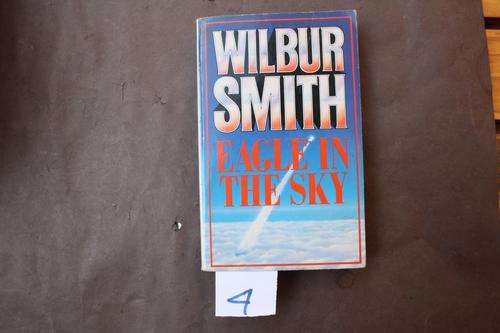 WILBUR
SMITH
EAGLE IN
THE SKY
4